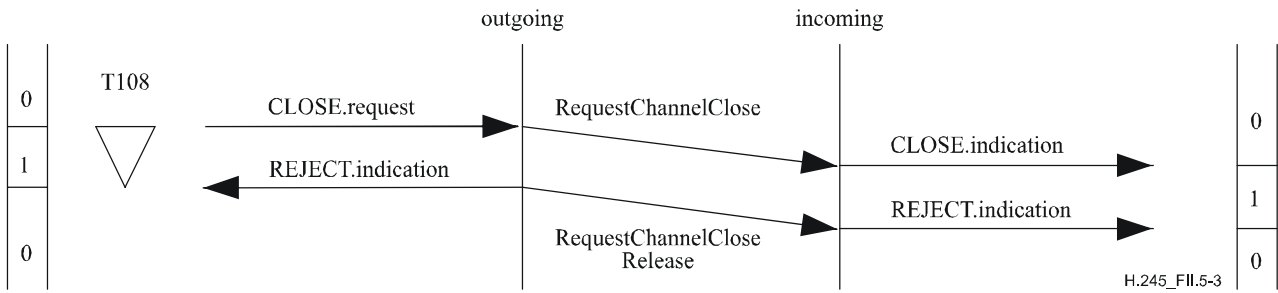 outgoing
incoming
T108
0
CLOSE.request
RequestChannelClose
0
CLOSE.indication
1
REJECT.indication
1
REJECT.indication
RequestChannelClose
Release
0
0
H.245_FII.5-3